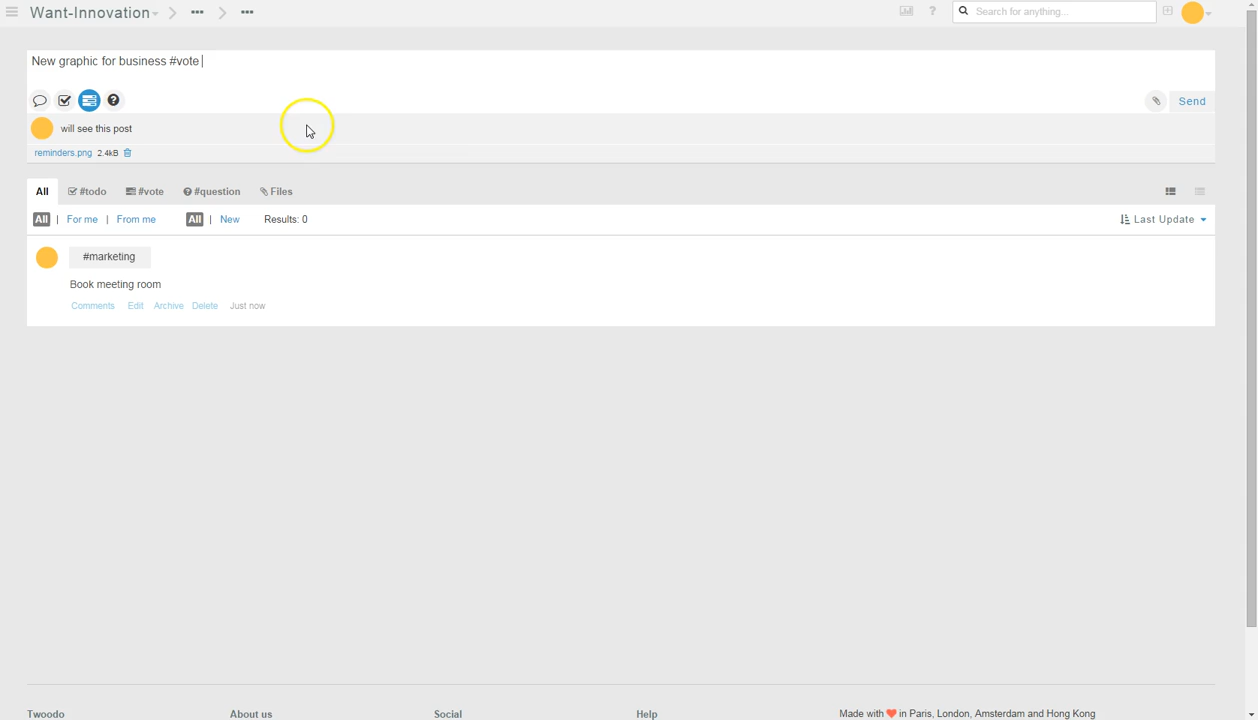 Want-Innovation
Search for anything...
New graphic for business #vote
Send
will see this post
reminders.png 2.4kB
All #todo #vote #question Files
All | For me | From me All | New Results: 0 Last Update
#marketing
Book meeting room
Comments Edit Archive Delete Just now
Twoodo About us Social Help Made with ❤ in Paris, London, Amsterdam and Hong Kong